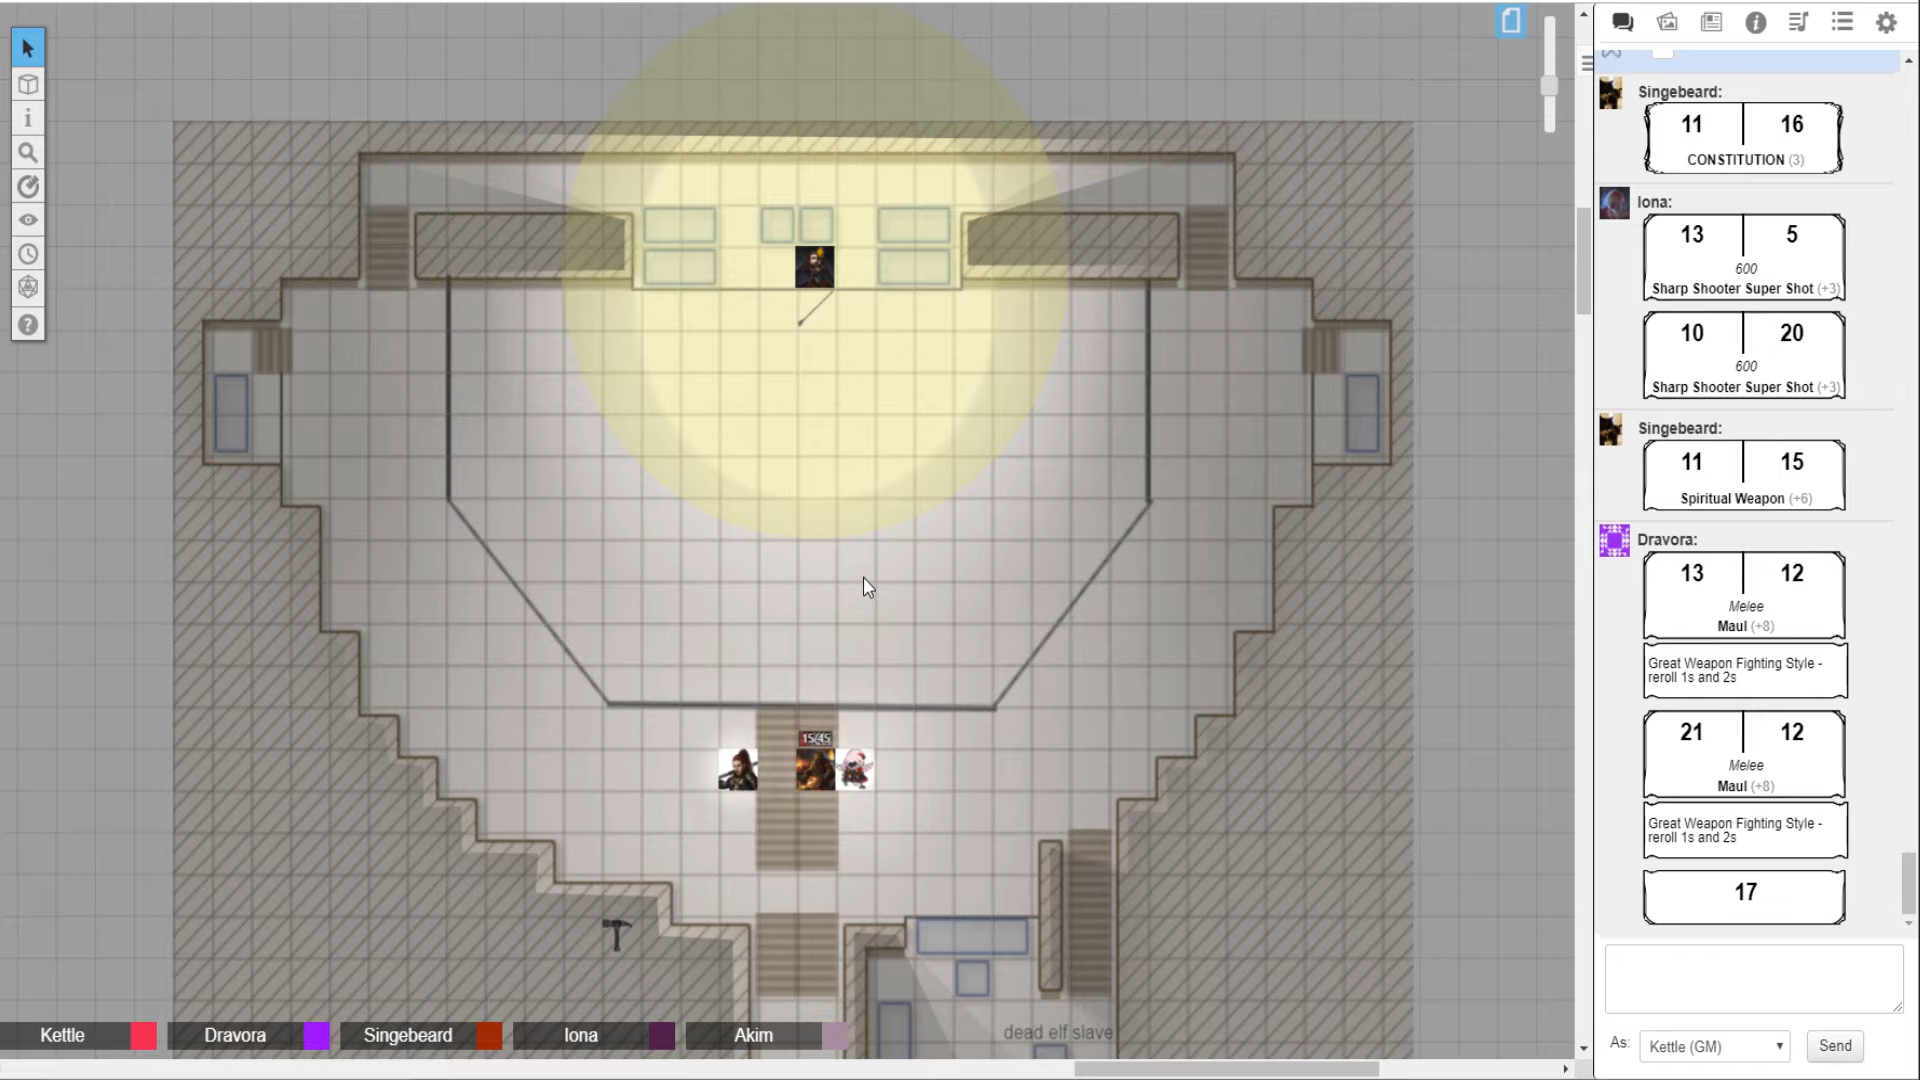 Singebeard:
11 16
CONSTITUTION (3)
Iona:
13 5
600
Sharp Shooter Super Shot (+3)
10 20
600
Sharp Shooter Super Shot (+3)
Singebeard:
11 15
Spiritual Weapon (+6)
Dravora:
13 12
Melee
Maul (+8)
Great Weapon Fighting Style -
reroll 1s and 2s
21 12
Melee
Maul (+8)
Great Weapon Fighting Style -
reroll 1s and 2s
17
15/45
dead elf slave
Kettle
Dravora
Singebeard
Iona
Akim
As: Kettle (GM) Send